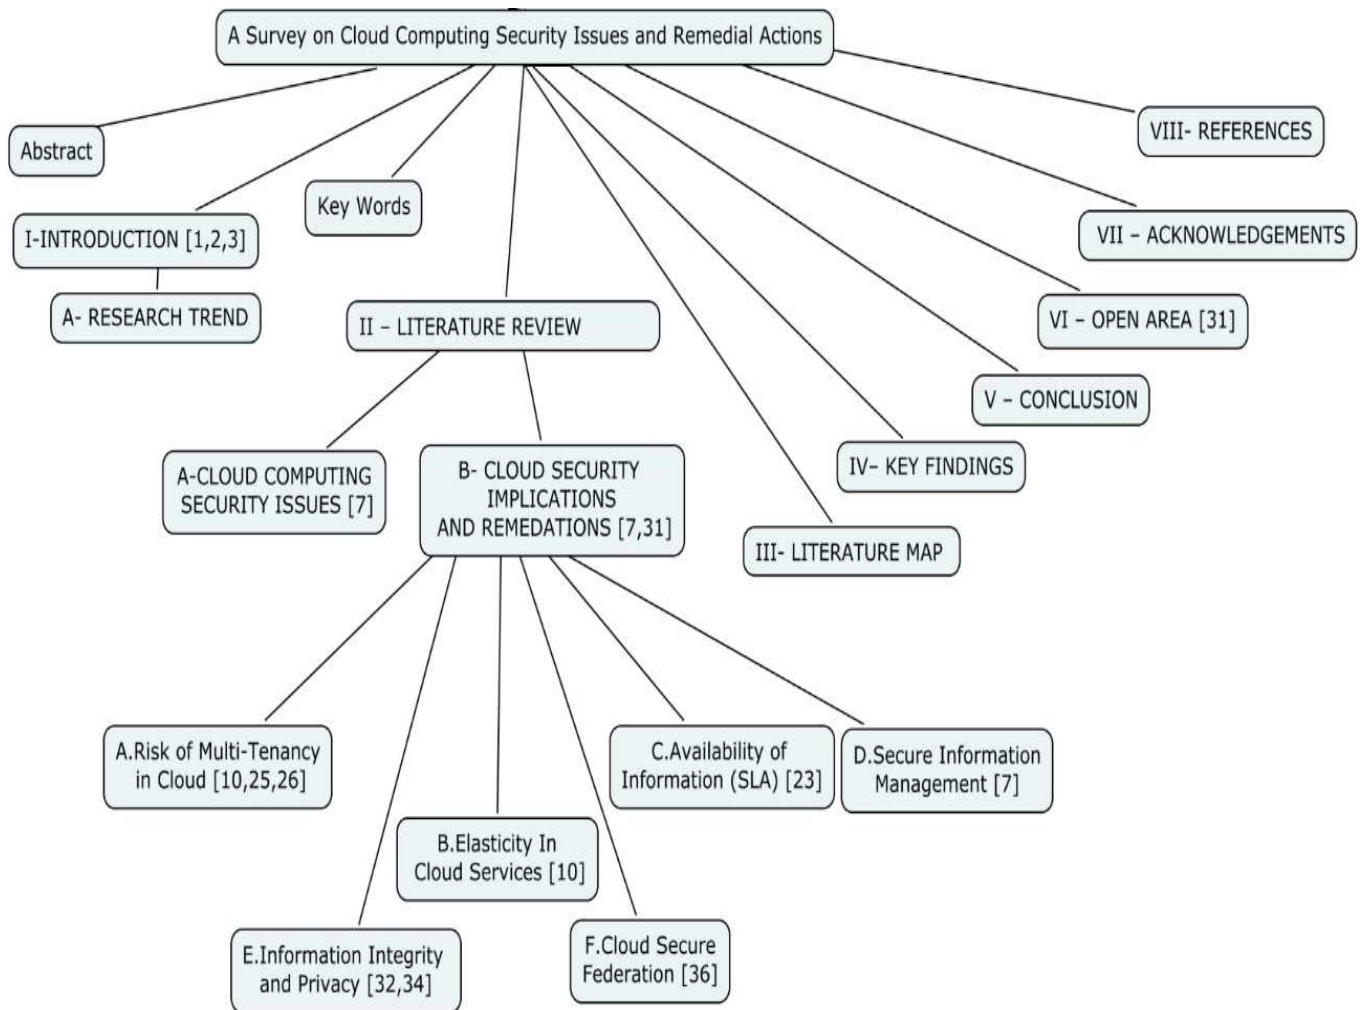 A Survey on Cloud Computing Security Issues and Remedial Actions
Abstract
VIII- REFERENCES
Key Words
I-INTRODUCTION [1,2,3]
VII – ACKNOWLEDGEMENTS
A- RESEARCH TREND
II – LITERATURE REVIEW
VI – OPEN AREA [31]
V – CONCLUSION
A-CLOUD COMPUTING
SECURITY ISSUES [7]
B- CLOUD SECURITY
IMPLICATIONS
AND REMEDATIONS [7,31]
IV– KEY FINDINGS
III- LITERATURE MAP
A.Risk of Multi-Tenancy
in Cloud [10,25,26]
C.Availability of
Information (SLA) [23]
D.Secure Information
Management [7]
B.Elasticity In
Cloud Services [10]
E.Information Integrity
and Privacy [32,34]
F.Cloud Secure
Federation [36]